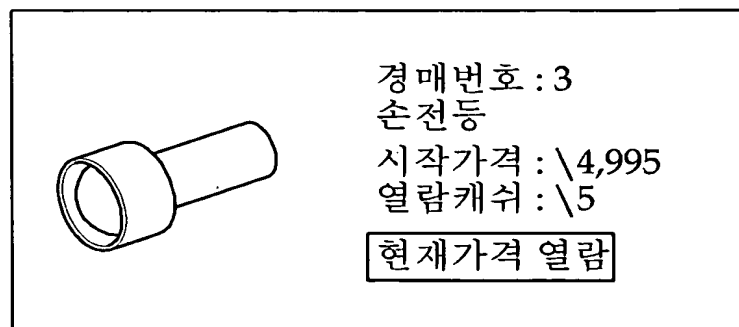 경매번호 : 3
손전등
시작가격 : \4,995
열람캐쉬 : \5
현재가격 열람